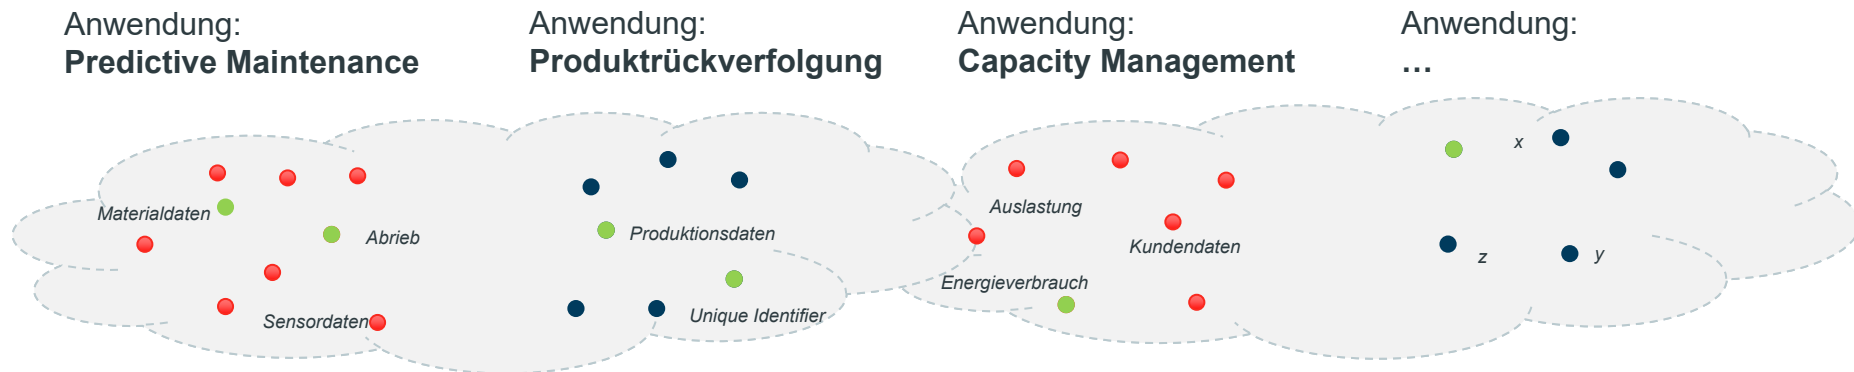 Anwendung:
Predictive Maintenance
Anwendung:
Produktrückverfolgung
Anwendung:
Capacity Management
Anwendung:
…
Materialdaten
Abrieb
Sensordaten
Produktionsdaten
Unique Identifier
Auslastung
Kundendaten
Energieverbrauch
x
z
y